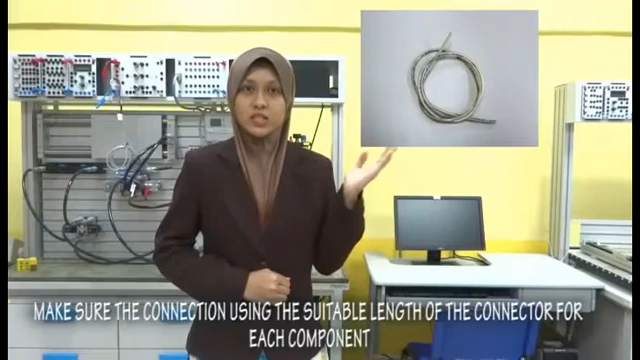 MAKE SURE THE CONNECTION USING THE SUITABLE LENGTH OF THE CONNECTOR FOR
EACH COMPONENT